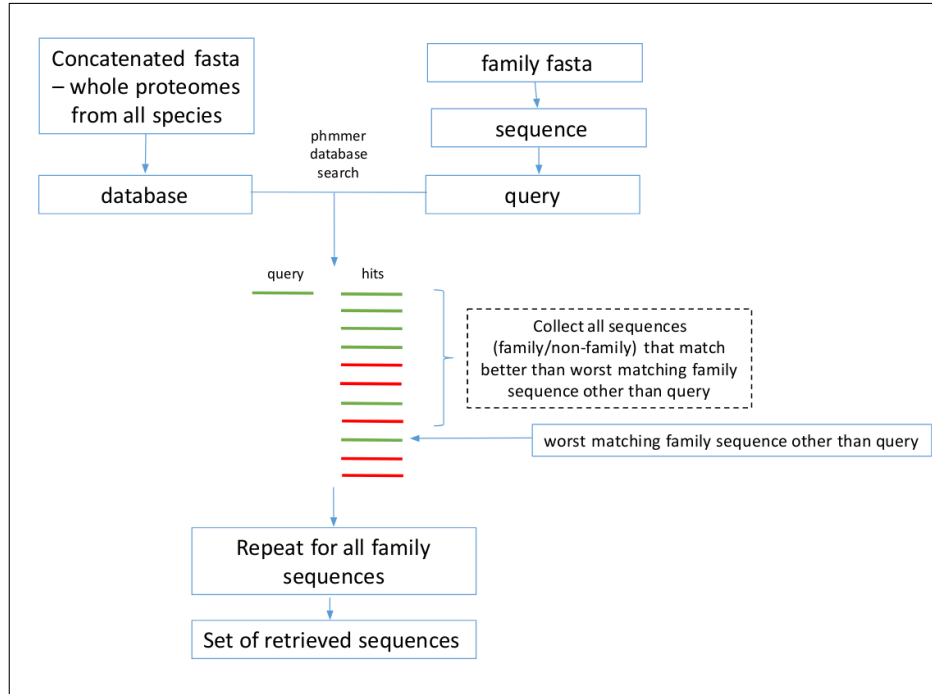 Concatenated fasta
– whole proteomes
from all species
family fasta
sequence
phmmer
database
search
database
query
query
hits
Collect all sequences
(family/non-family) that match
better than worst matching family
sequence other than query
worst matching family sequence other than query
Repeat for all family
sequences
Set of retrieved sequences